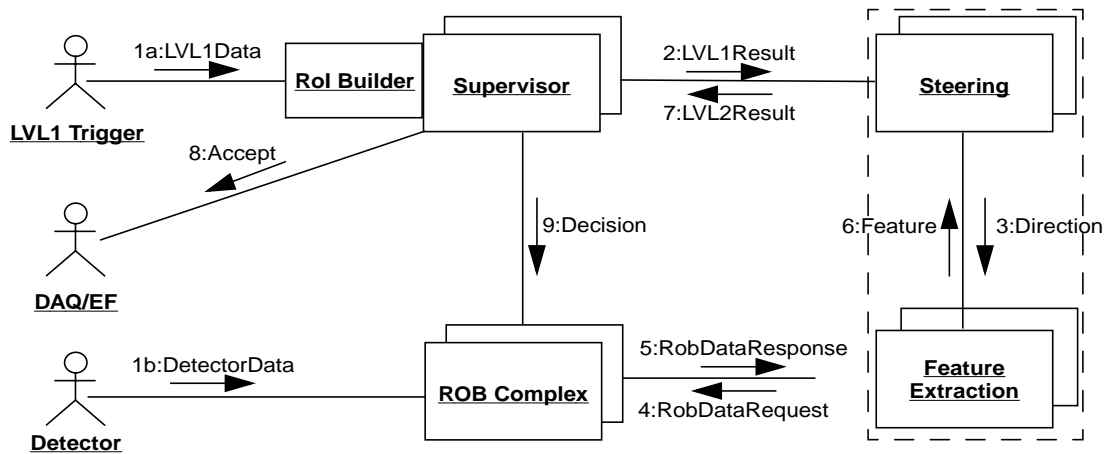 1a:LVL1Data
LVL1 Trigger
RoI Builder
Supervisor
2:LVL1Result
7:LVL2Result
Steering
8:Accept
DAQ/EF
9:Decision
6:Feature
3:Direction
1b:DetectorData
Detector
ROB Complex
5:RobDataResponse
4:RobDataRequest
Feature
Extraction